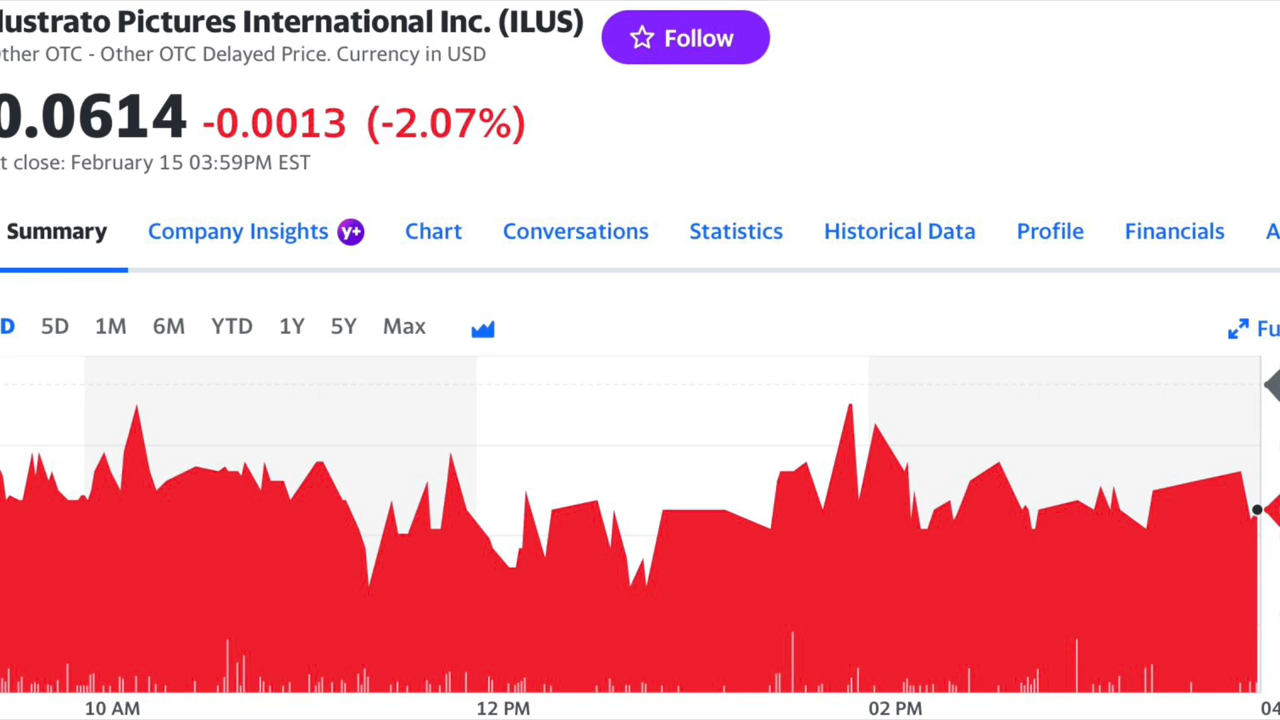 lustrato Pictures International Inc. (ILUS)
Follow
ther OTC - Other OTC Delayed Price. Currency in USD
0.0614 -0.0013 (-2.07%)
t close: February 15 03:59PM EST
Summary Company Insights y+ Chart Conversations Statistics Historical Data Profile Financials A
D 5D 1M 6M YTD 1Y 5Y Max
Fu
10 AM 12 PM 02 PM 04